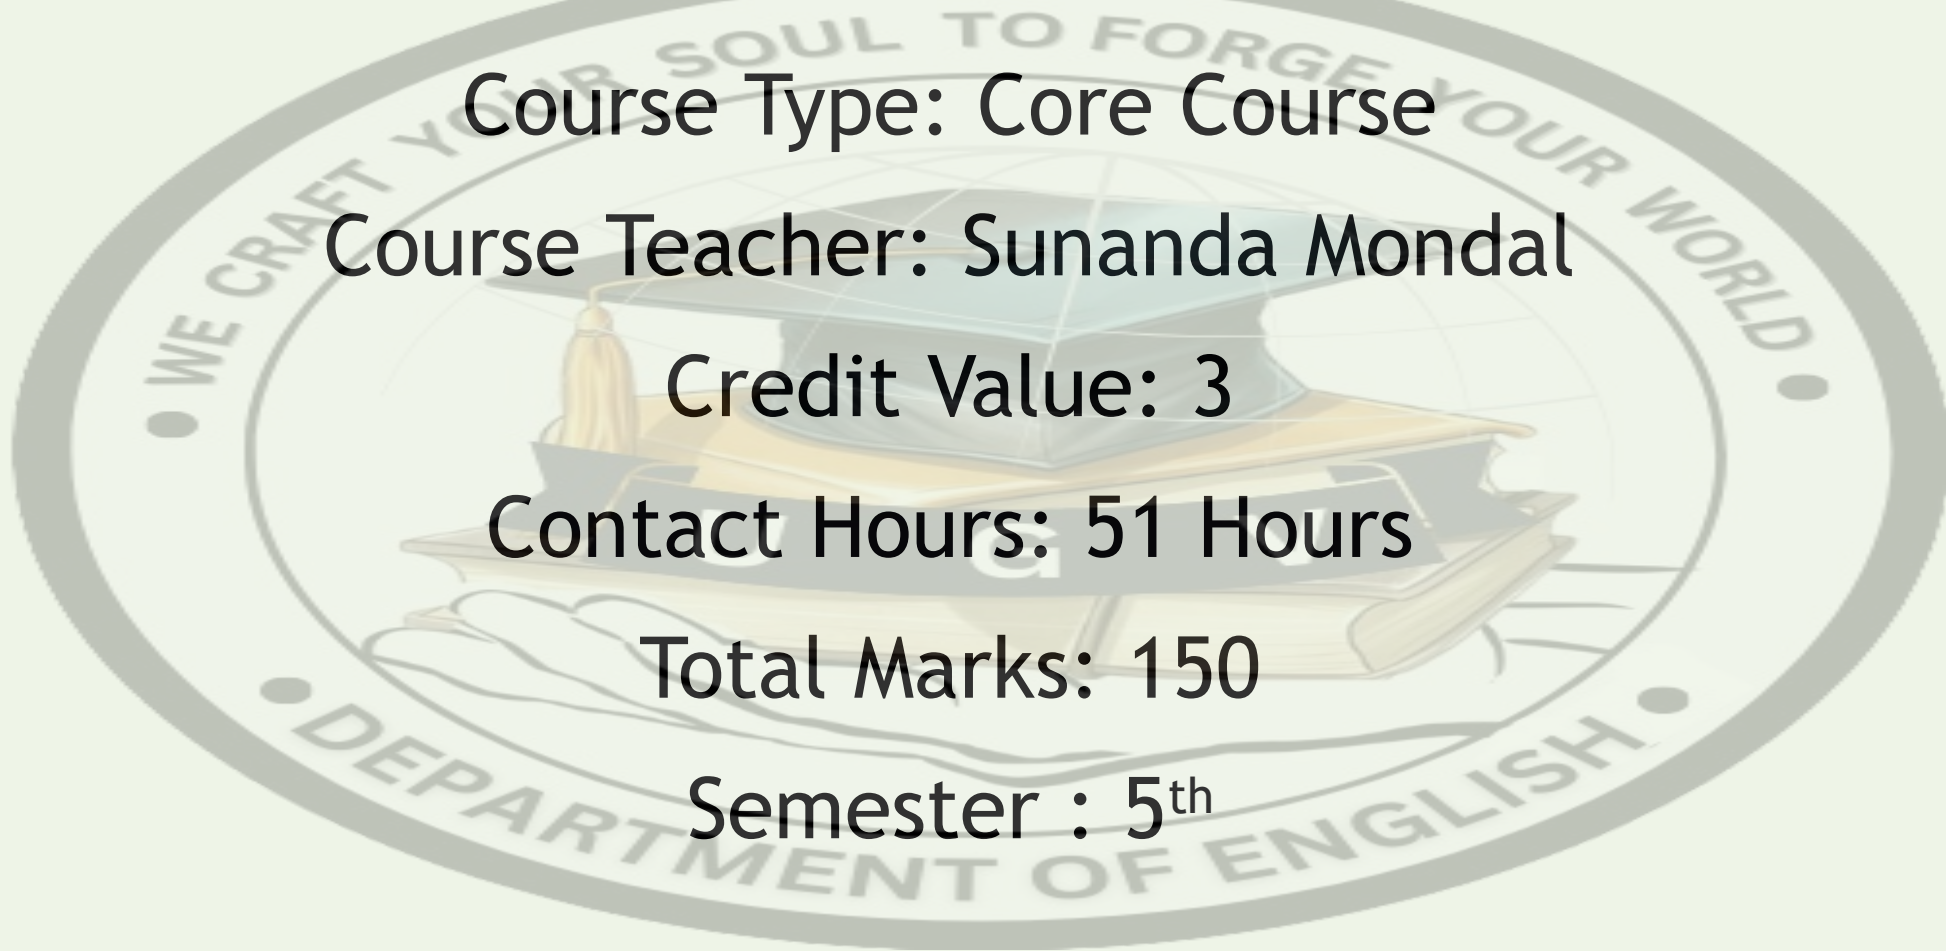 WE CRAFT YOUR SOUL TO FORGE YOUR WORLD
Course Type: Core Course
Course Teacher: Sunanda Mondal
Credit Value: 3
Contact Hours: 51 Hours
U G V
Total Marks: 150
Semester : 5th
DEPARTMENT OF ENGLISH